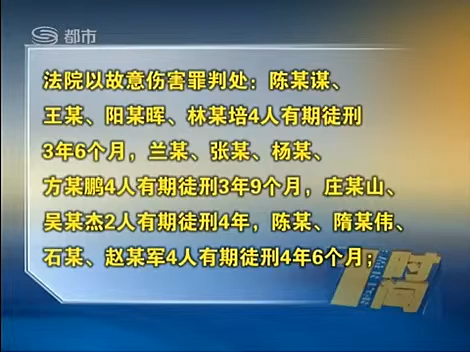 都市
法院以故意伤害罪判处：陈某谋、
王某、阳某晖、林某培4人有期徒刑
3年6个月，兰某、张某、杨某、
方某鹏4人有期徒刑3年9个月，庄某山、
吴某杰2人有期徒刑4年，陈某、隋某伟、
石某、赵某军4人有期徒刑4年6个月；